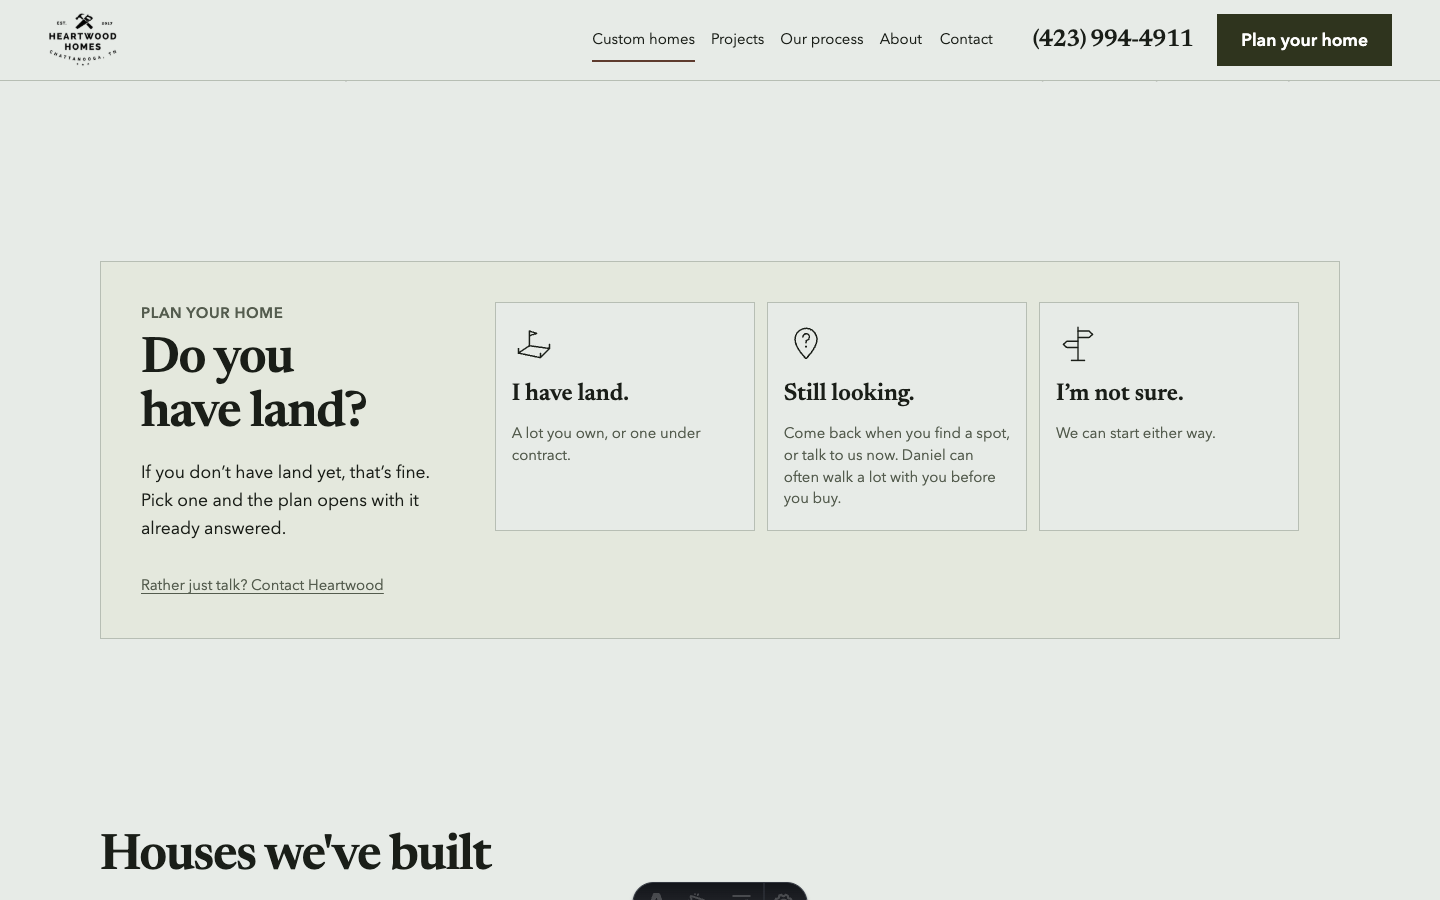 EST. 2017
HEARTWOOD
HOMES
CHATTANOOGA, TN
Custom homes
Projects
Our process
About
Contact
(423) 994-4911
Plan your home
PLAN YOUR HOME
Do you
have land?
If you don’t have land yet, that’s fine.
Pick one and the plan opens with it
already answered.
Rather just talk? Contact Heartwood
I have land.
A lot you own, or one under
contract.
Still looking.
Come back when you find a spot,
or talk to us now. Daniel can
often walk a lot with you before
you buy.
I’m not sure.
We can start either way.
Houses we've built